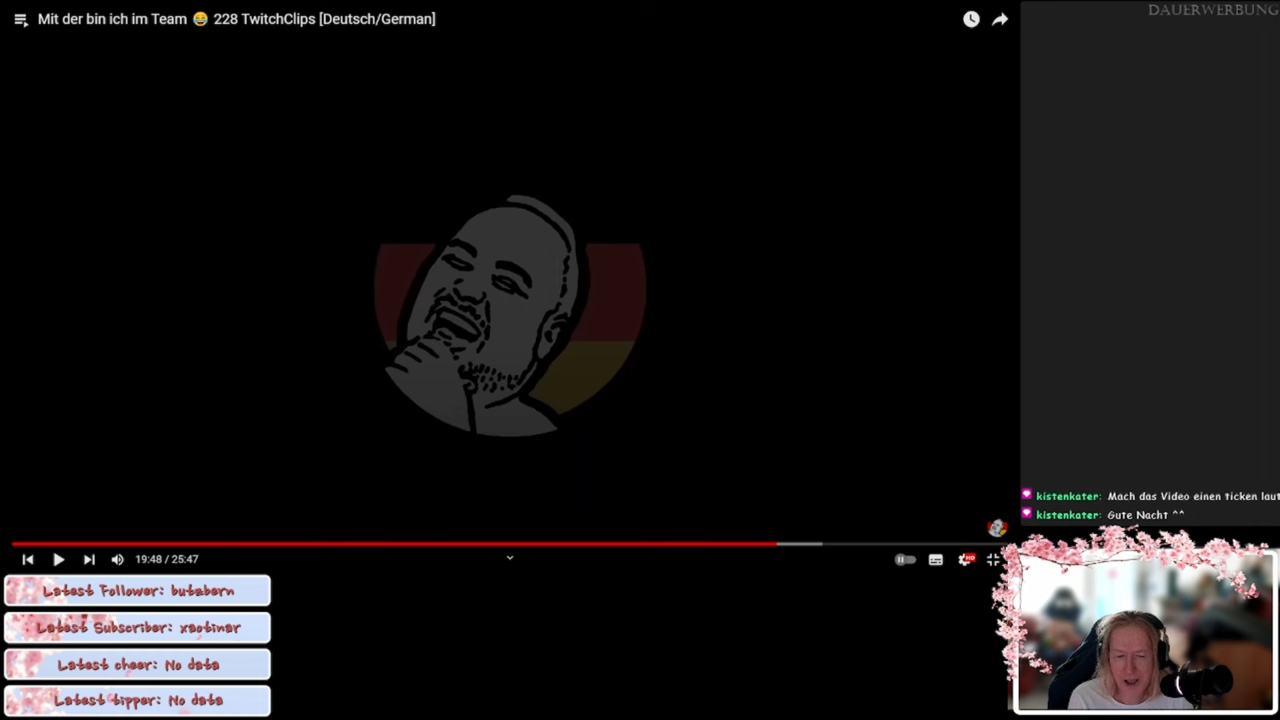 Mit der bin ich im Team 😂 228 TwitchClips [Deutsch/German]
DAUERWERBUNG
kistenkater: Mach das Video einen ticken laut
kistenkater: Gute Nacht ^^
19:48 / 25:47
HD
Latest Follower: butzbern
Latest Subscriber: xaotinar
Latest cheer: No data
Latest tipper: No data